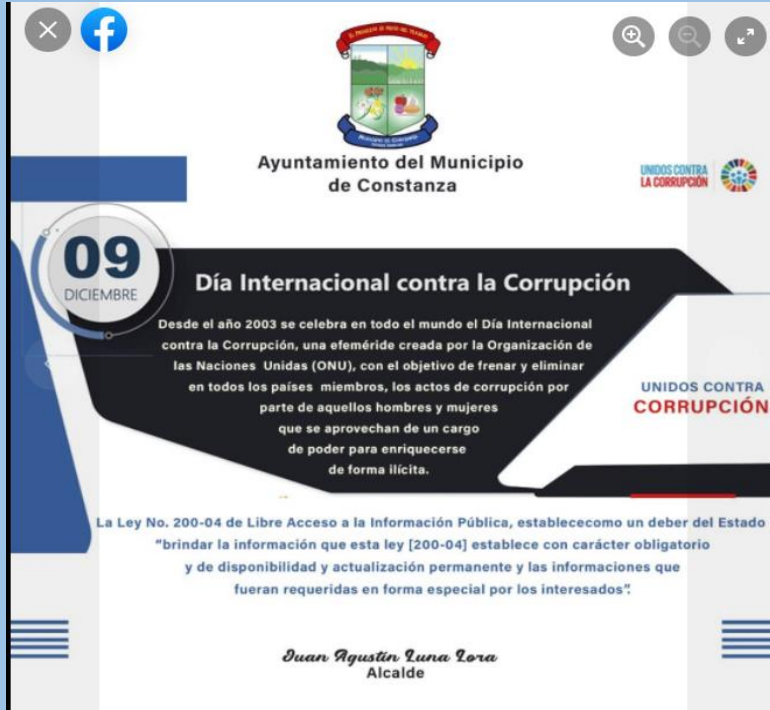 Ayuntamiento del Municipio
de Constanza
UNIDOS CONTRA
LA CORRUPCIÓN
09
DICIEMBRE
Día Internacional contra la Corrupción
Desde el año 2003 se celebra en todo el mundo el Día Internacional
contra la Corrupción, una efeméride creada por la Organización de
las Naciones Unidas (ONU), con el objetivo de frenar y eliminar
en todos los países miembros, los actos de corrupción por
parte de aquellos hombres y mujeres
que se aprovechan de un cargo
de poder para enriquecerse
de forma ilícita.
UNIDOS CONTRA
CORRUPCIÓN
La Ley No. 200-04 de Libre Acceso a la Información Pública, establececomo un deber del Estado
“brindar la información que esta ley [200-04] establece con carácter obligatorio
y de disponibilidad y actualización permanente y las informaciones que
fueran requeridas en forma especial por los interesados”.
Juan Agustín Luna Lora
Alcalde